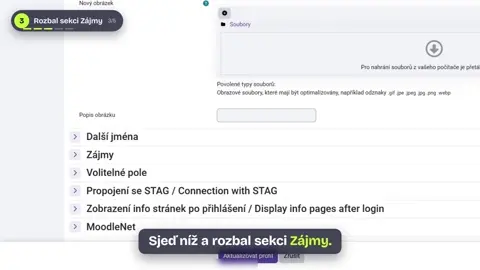 Nový obrázek
3 Rozbal sekci Zájmy 3/5
Soubory
Pro nahrání souborů z vašeho počítače je přetá
Povolené typy souborů:
Obrazové soubory, které mají být optimalizovány, například odznaky .gif .jpe .jpeg .jpg .png .webp
Popis obrázku
Další jména
Zájmy
Volitelné pole
Propojení se STAG / Connection with STAG
Zobrazení info stránek po přihlášení / Display info pages after login
MoodleNet
Sjeď níž a rozbal sekci Zájmy.
Aktualizovat profil
Zrušit